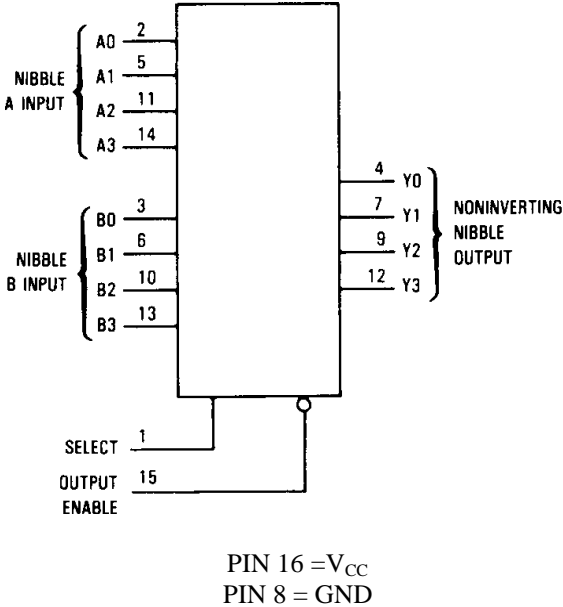 NIBBLE
A INPUT
A0 2
A1 5
A2 11
A3 14
NIBBLE
B INPUT
B0 3
B1 6
B2 10
B3 13
4 Y0
7 Y1
9 Y2
12 Y3
NONINVERTING
NIBBLE
OUTPUT
SELECT 1
OUTPUT 15
ENABLE
PIN 16 =VCC
PIN 8 = GND